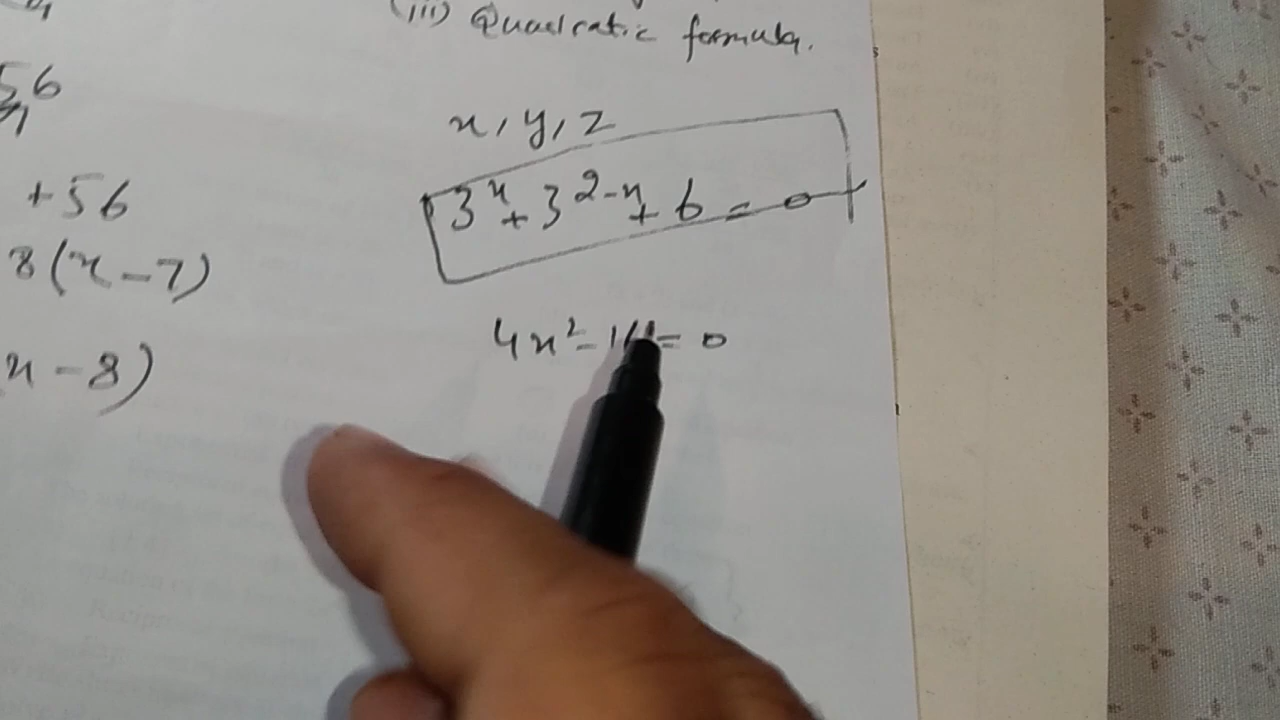 (iii) Quadratic formula.
56
x, y, z
+56
3^x + 3^2-x + 6 = 0
8(x-7)
4x² - = 0
x-8)